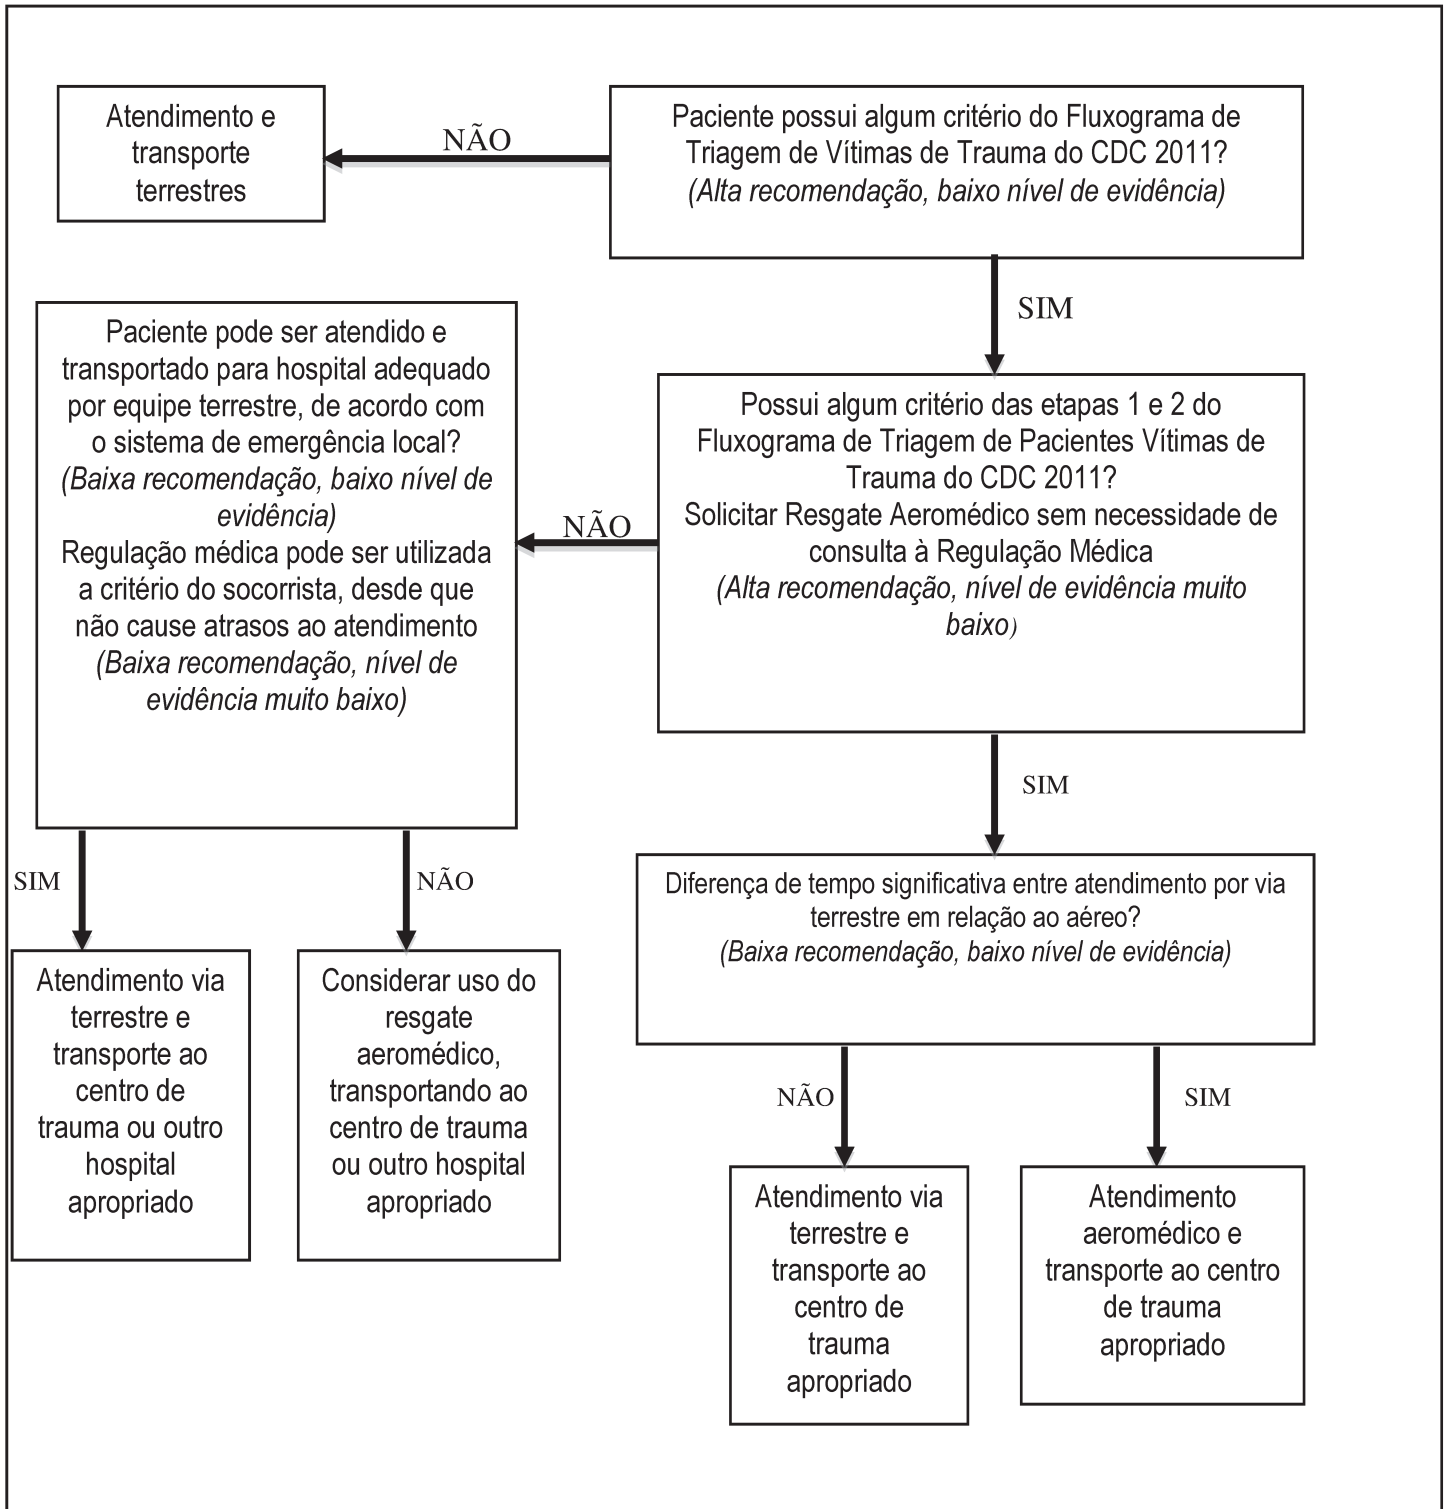 Atendimento e
transporte
terrestres
NÃO
Paciente possui algum critério do Fluxograma de
Triagem de Vítimas de Trauma do CDC 2011?
(Alta recomendação, baixo nível de evidência)
SIM
Paciente pode ser atendido e
transportado para hospital adequado
por equipe terrestre, de acordo com
o sistema de emergência local?
(Baixa recomendação, baixo nível de
evidência)
Regulação médica pode ser utilizada
a critério do socorrista, desde que
não cause atrasos ao atendimento
(Baixa recomendação, nível de
evidência muito baixo)
NÃO
Possui algum critério das etapas 1 e 2 do
Fluxograma de Triagem de Pacientes Vítimas de
Trauma do CDC 2011?
Solicitar Resgate Aeromédico sem necessidade de
consulta à Regulação Médica
(Alta recomendação, nível de evidência muito
baixo)
SIM
SIM
NÃO
Diferença de tempo significativa entre atendimento por via
terrestre em relação ao aéreo?
(Baixa recomendação, baixo nível de evidência)
Atendimento via
terrestre e
transporte ao
centro de
trauma ou outro
hospital
apropriado
Considerar uso do
resgate
aeromédico,
transportando ao
centro de trauma
ou outro hospital
apropriado
NÃO
SIM
Atendimento via
terrestre e
transporte ao
centro de
trauma
apropriado
Atendimento
aeromédico e
transporte ao centro
de trauma
apropriado